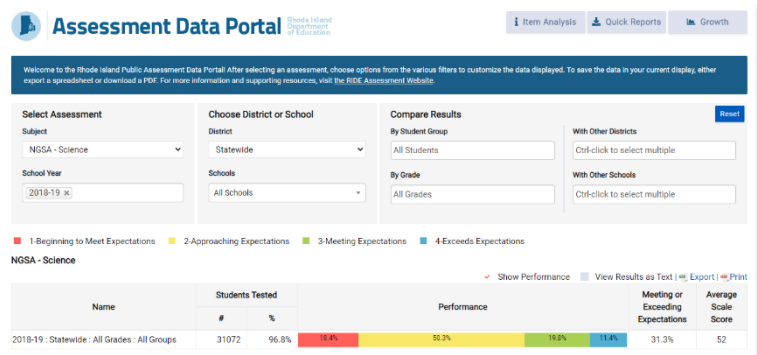 Assessment Data Portal
Rhode Island
Department
of Education
Item Analysis
Quick Reports
Growth
Welcome to the Rhode Island Public Assessment Data Portal! After selecting an assessment, choose options from the various filters to customize the data displayed. To save the data in your current display, either
export a spreadsheet or download a PDF. For more information and supporting resources, visit the RIDE Assessment Website.
Select Assessment
Subject
NGSA - Science
School Year
2018-19 ×
Choose District or School
District
Statewide
Schools
All Schools
Compare Results
Reset
By Student Group
All Students
By Grade
All Grades
With Other Districts
Ctrl-click to select multiple
With Other Schools
Ctrl-click to select multiple
1-Beginning to Meet Expectations 2-Approaching Expectations 3-Meeting Expectations 4-Exceeds Expectations
NGSA - Science
Show Performance View Results as Text | Export | Print
Name
Students Tested
#
%
Performance
Meeting or
Exceeding
Expectations
Average
Scale
Score
2018-19 : Statewide : All Grades : All Groups 31072 96.8% 18.4% 50.3% 19.8% 11.4% 31.3% 52